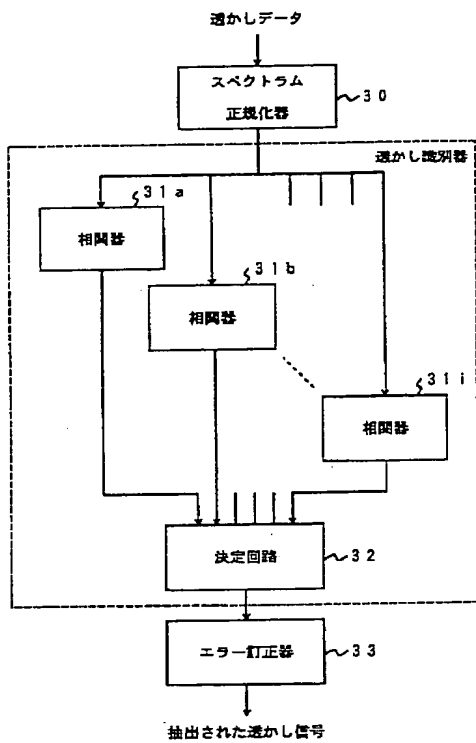 透かしデータ
スペクトラム
正規化器
30
透かし識別器
31a
相関器
31b
相関器
31i
相関器
決定回路
32
エラー訂正器
33
抽出された透かし信号